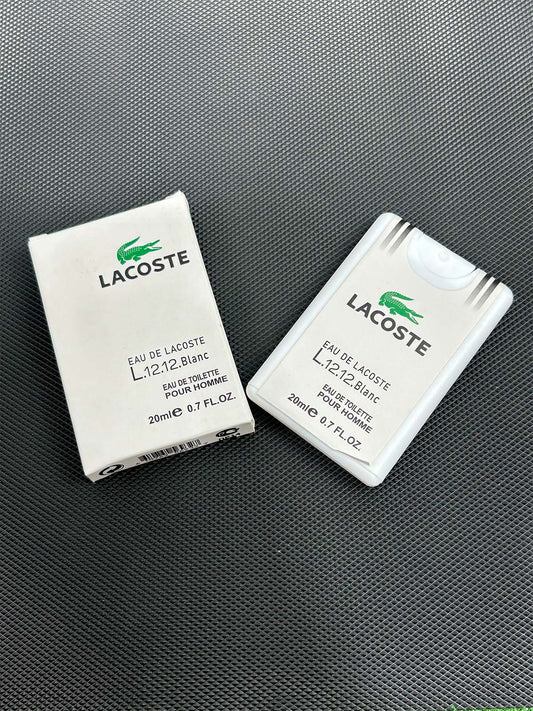 LACOSTE
EAU DE LACOSTE
L.12.12.Blanc
EAU DE TOILETTE
POUR HOMME
20ml℮ 0.7 FL.OZ.
LACOSTE
EAU DE LACOSTE
L.12.12.Blanc
EAU DE TOILETTE
POUR HOMME
20ml℮ 0.7 FL.OZ.